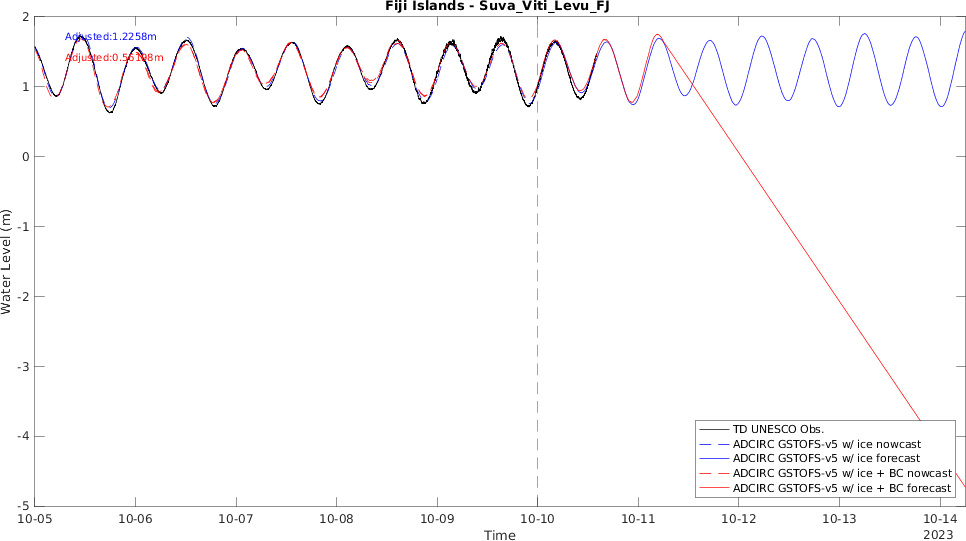 Fiji Islands - Suva_Viti_Levu_FJ
Adjusted:1.2258m
Water Level (m)
2
1
0
-1
-2
-3
-4
-5
TD UNESCO Obs.
ADCIRC GSTOFS-v5 w/ ice nowcast
ADCIRC GSTOFS-v5 w/ ice forecast
ADCIRC GSTOFS-v5 w/ ice + BC nowcast
ADCIRC GSTOFS-v5 w/ ice + BC forecast
10-05 10-06 10-07 10-08 10-09 10-10 10-11 10-12 10-13 10-14
Time
2023